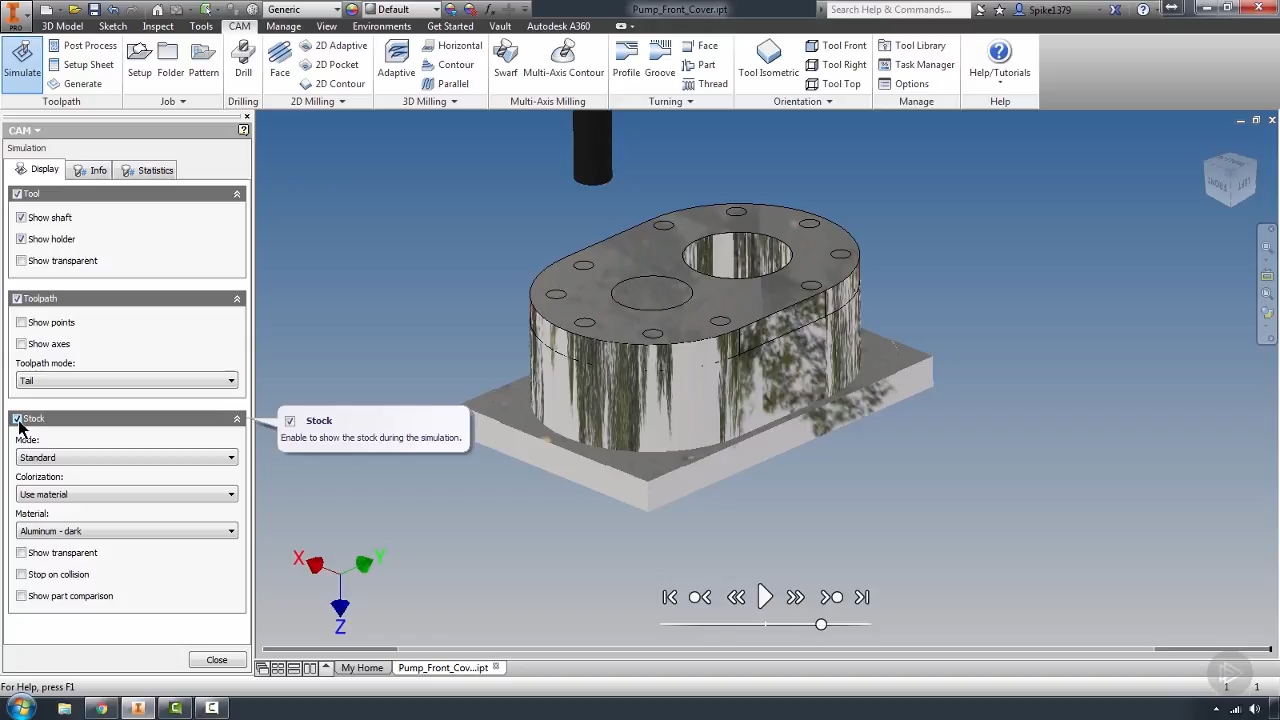 Generic
Default
Pump_Front_Cover.ipt
Search Help & Commands...
Spike1379
PRO
3D Model
Sketch
Inspect
Tools
CAM
Manage
View
Environments
Get Started
Vault
Autodesk A360
Simulate
Post Process
Setup Sheet
Generate
Toolpath
Setup
Folder
Pattern
Job
Drill
Drilling
Face
2D Adaptive
2D Pocket
2D Contour
2D Milling
Adaptive
Horizontal
Contour
Parallel
3D Milling
Swarf
Multi-Axis Contour
Multi-Axis Milling
Profile
Groove
Face
Part
Thread
Turning
Tool Isometric
Tool Front
Tool Right
Tool Top
Orientation
Tool Library
Task Manager
Options
Manage
Help/Tutorials
Help
CAM
Simulation
Display
Info
Statistics
Tool
Show shaft
Show holder
Show transparent
Toolpath
Show points
Show axes
Toolpath mode:
Tail
Stock
Mode:
Standard
Colorization:
Use material
Material:
Aluminum - dark
Show transparent
Stop on collision
Show part comparison
Close
Stock
Enable to show the stock during the simulation.
FRONT
LEFT
X
Y
Z
My Home
Pump_Front_Cov...ipt
For Help, press F1
1
1